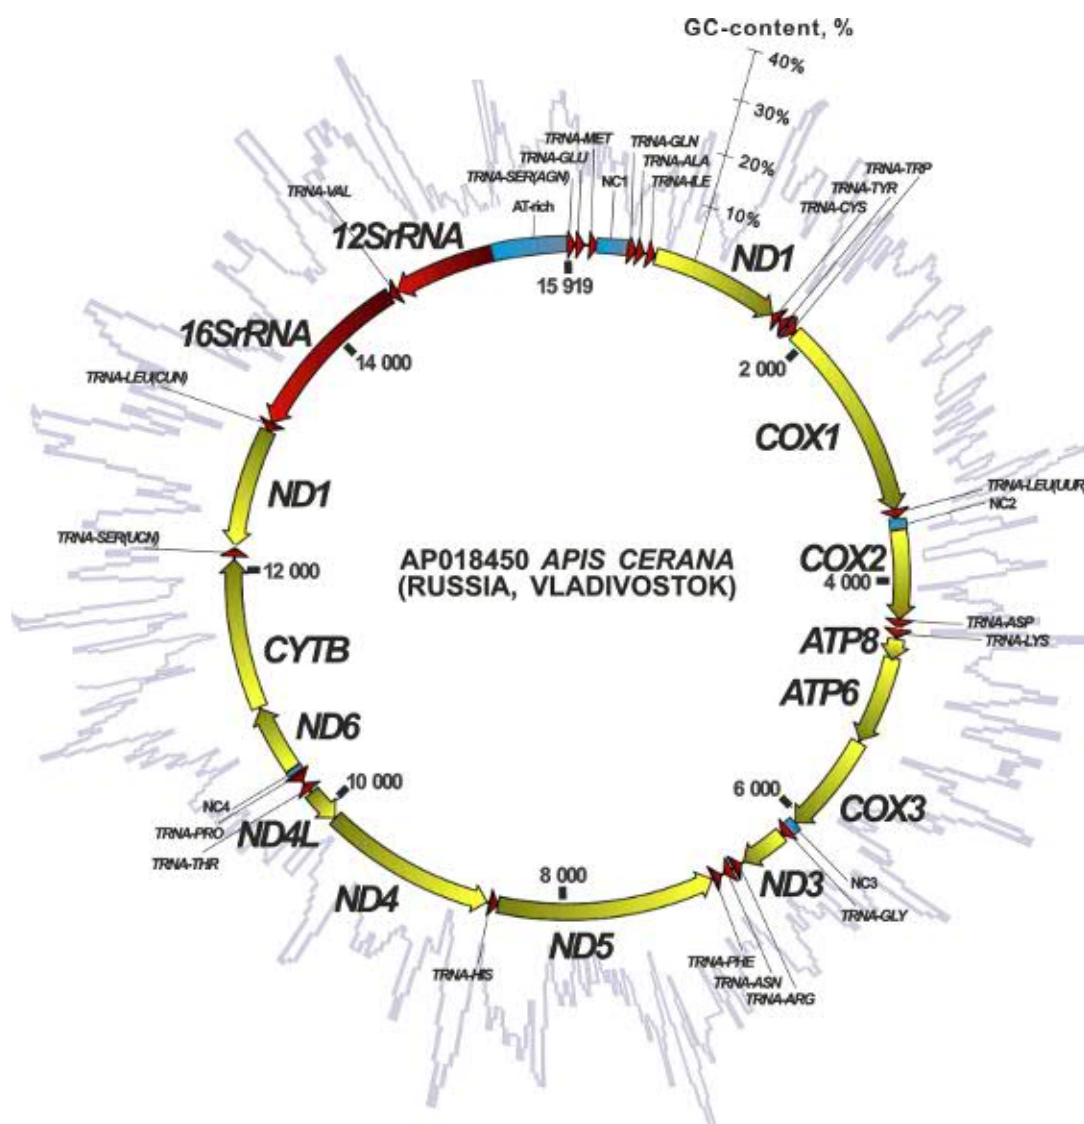 GC-content, %
40%
30%
20%
10%
TRNA-MET
TRNA-GLU
TRNA-SER(AGN)
AT-rich
NC1
TRNA-GLN
TRNA-ALA
TRNA-ILE
TRNA-TRP
TRNA-TYR
TRNA-CYS
ND1
15 919
2 000
COX1
TRNA-LEU(UUR)
NC2
COX2
4 000
TRNA-ASP
TRNA-LYS
ATP8
ATP6
6 000
COX3
NC3
TRNA-GLY
ND3
TRNA-PHE
TRNA-ASN
TRNA-ARG
8 000
ND5
TRNA-HIS
ND4
10 000
ND4L
TRNA-THR
TRNA-PRO
NC4
ND6
CYTB
12 000
TRNA-SER(UCN)
ND1
TRNA-LEU(CUN)
16SrRNA
14 000
TRNA-VAL
12SrRNA
AP018450 APIS CERANA
(RUSSIA, VLADIVOSTOK)